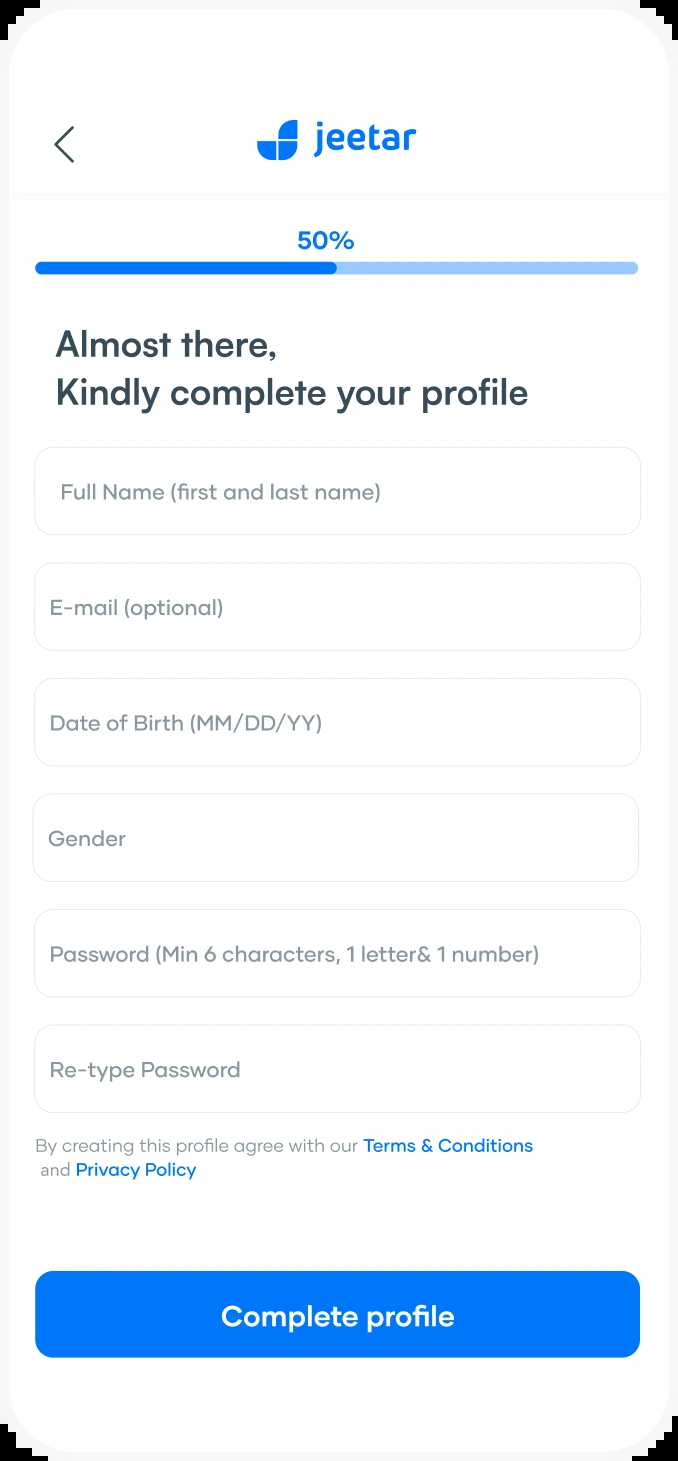 jeetar
50%
Almost there,
Kindly complete your profile
Full Name (first and last name)
E-mail (optional)
Date of Birth (MM/DD/YY)
Gender
Password (Min 6 characters, 1 letter& 1 number)
Re-type Password
By creating this profile agree with our Terms & Conditions
and Privacy Policy
Complete profile